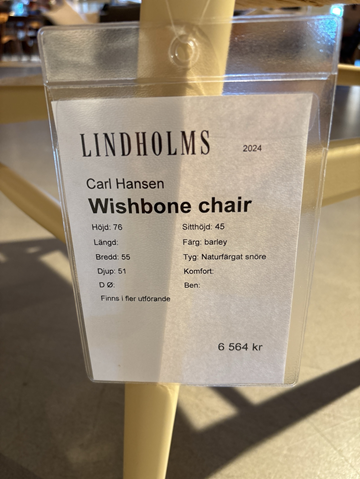 LINDHOLMS 2024
Carl Hansen
Wishbone chair
Höjd: 76 Sitthöjd: 45
Längd: Färg: barley
Bredd: 55 Tyg: Naturfärgat snöre
Djup: 51 Komfort:
D Ø: Ben:
Finns i fler utförande
6 564 kr